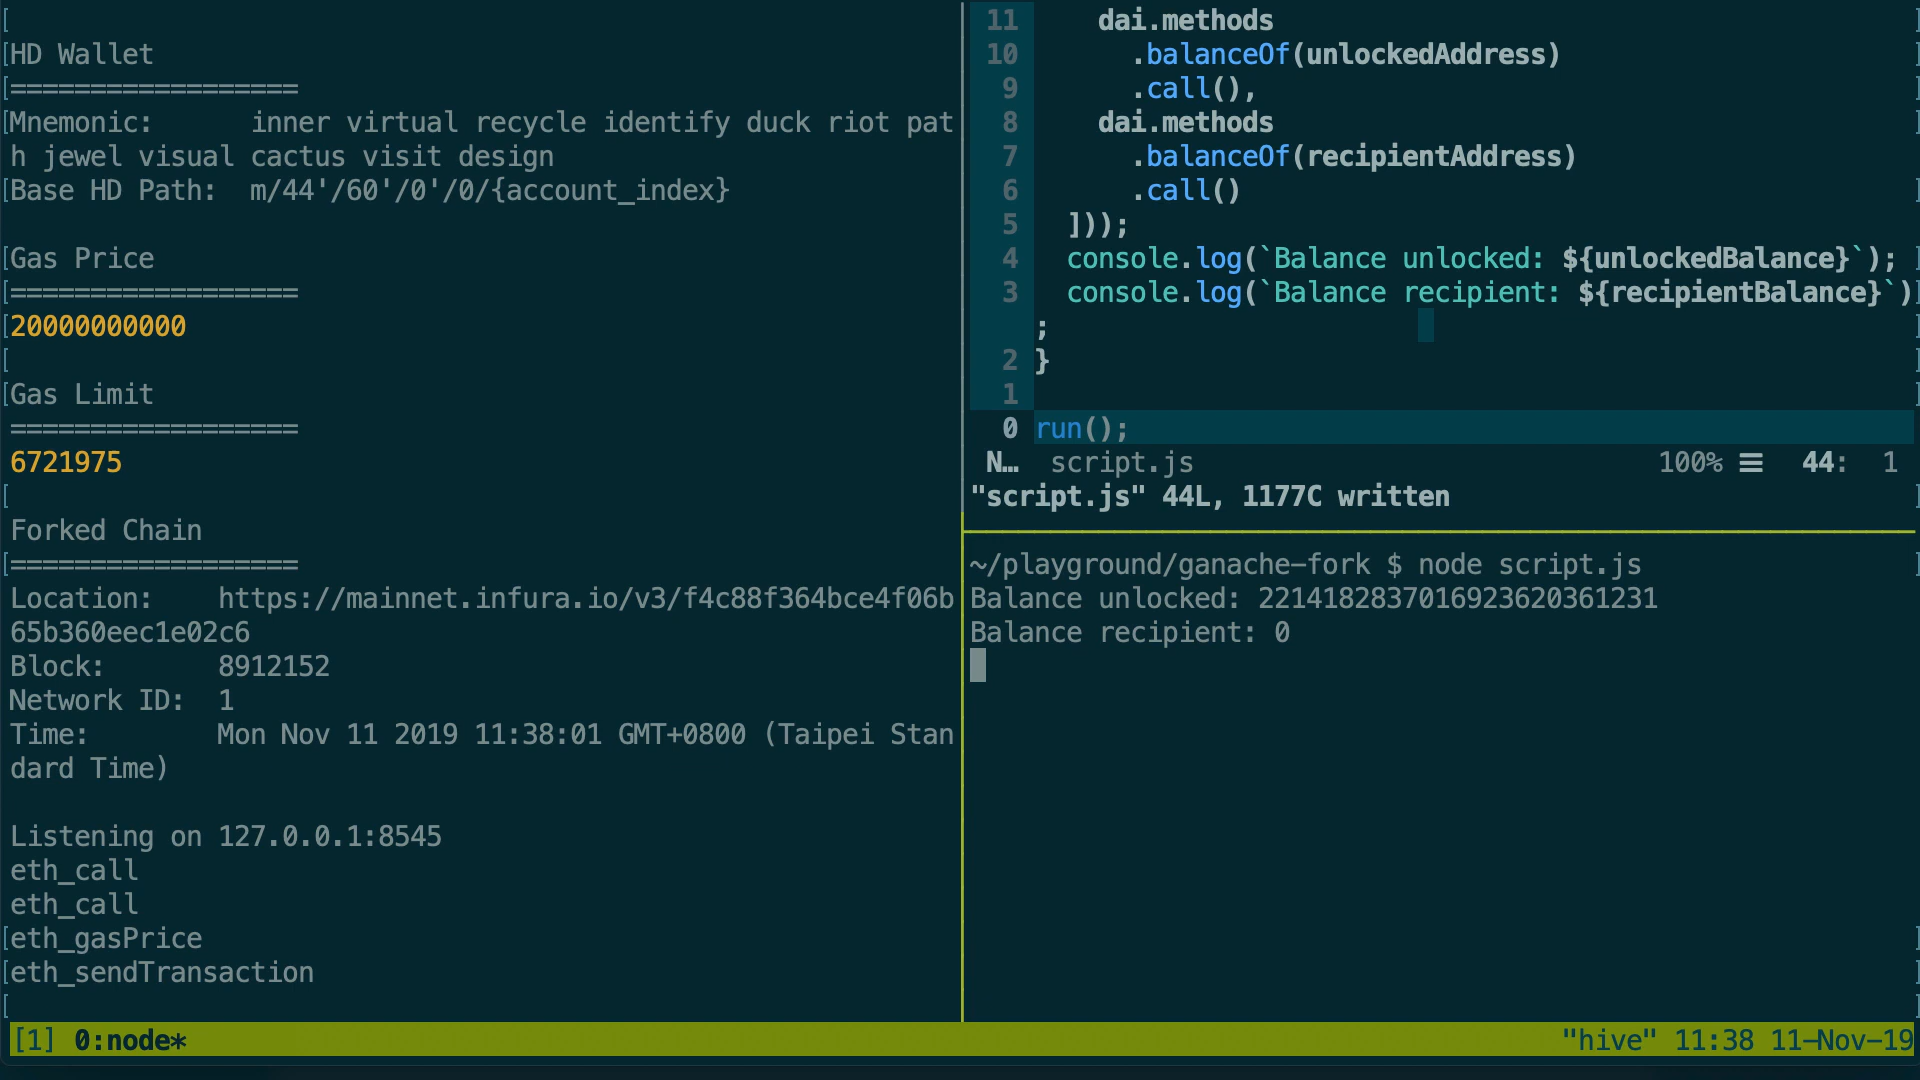 HD Wallet
==================
Mnemonic:      inner virtual recycle identify duck riot pat
h jewel visual cactus visit design
Base HD Path:  m/44'/60'/0'/0/{account_index}
Gas Price
==================
20000000000
Gas Limit
==================
6721975
Forked Chain
==================
Location:    https://mainnet.infura.io/v3/f4c88f364bce4f06b
65b360eec1e02c6
Block:       8912152
Network ID:  1
Time:        Mon Nov 11 2019 11:38:01 GMT+0800 (Taipei Stan
dard Time)
Listening on 127.0.0.1:8545
eth_call
eth_call
eth_gasPrice
eth_sendTransaction
11    dai.methods
10      .balanceOf(unlockedAddress)
9      .call(),
8    dai.methods
7      .balanceOf(recipientAddress)
6      .call()
5  ]));
4  console.log(`Balance unlocked: ${unlockedBalance}`);
3  console.log(`Balance recipient: ${recipientBalance}`)
;
2 }
1
0 run();
N… script.js 100% ☰ 44: 1
"script.js" 44L, 1177C written
~/playground/ganache-fork $ node script.js
Balance unlocked: 2214182837016923620361231
Balance recipient: 0
[1] 0:node* "hive" 11:38 11-Nov-19